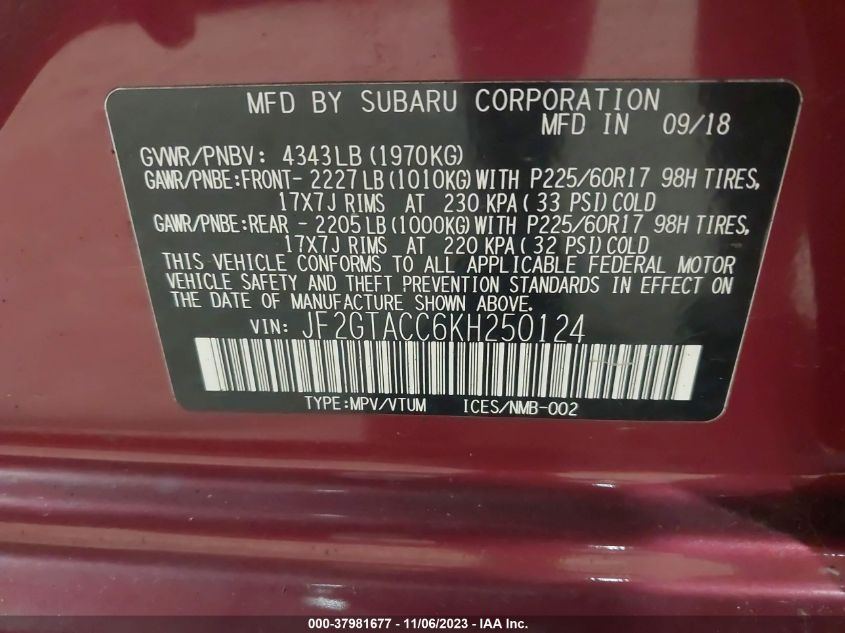 MFD BY SUBARU CORPORATION
MFD IN 09/18
GVWR/PNBV: 4343LB (1970KG)
GAWR/PNBE:FRONT- 2227 LB (1010KG) WITH P225/60R17 98H TIRES,
17X7J RIMS AT 230 KPA ( 33 PSI) COLD
GAWR/PNBE:REAR - 2205 LB (1000KG) WITH P225/60R17 98H TIRES,
17X7J RIMS AT 220 KPA ( 32 PSI) COLD
THIS VEHICLE CONFORMS TO ALL APPLICABLE FEDERAL MOTOR
VEHICLE SAFETY AND THEFT PREVENTION STANDARDS IN EFFECT ON
THE DATE OF MANUFACTURE SHOWN ABOVE.
VIN: JF2GTACC6KH250124
TYPE:MPV/VTUM ICES/NMB-002
000-37981677 - 11/06/2023 - IAA Inc.